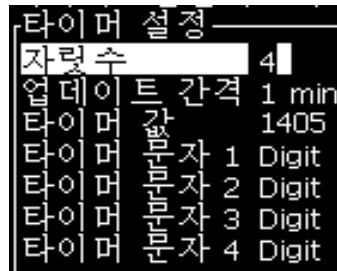 타이머 설정
자릿수 4
업데이트 간격 1 min
타이머 값 1405
타이머 문자 1 Digit
타이머 문자 2 Digit
타이머 문자 3 Digit
타이머 문자 4 Digit